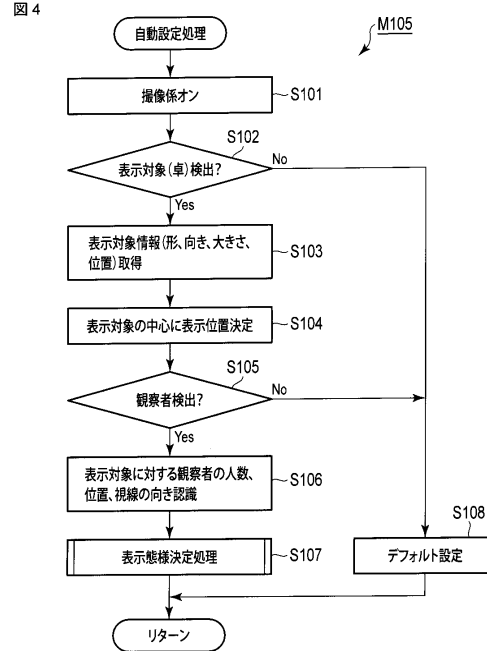 図4
自動設定処理
M105
撮像係オン
S101
S102
表示対象(卓)検出?
No
Yes
表示対象情報(形、向き、大きさ、
位置)取得
S103
表示対象の中心に表示位置決定
S104
S105
観察者検出?
No
Yes
表示対象に対する観察者の人数、
位置、視線の向き認識
S106
表示態様決定処理
S107
S108
デフォルト設定
リターン